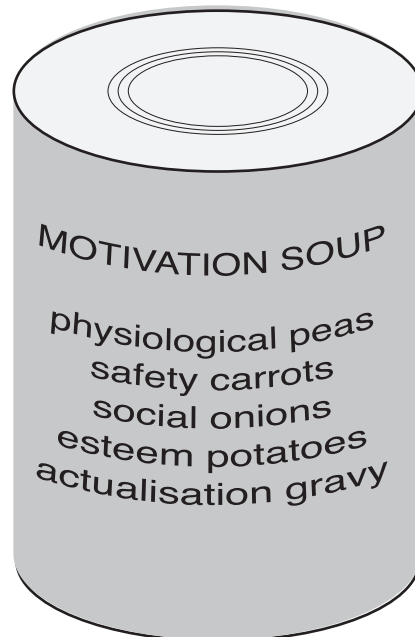 MOTIVATION SOUP
physiological peas
safety carrots
social onions
esteem potatoes
actualisation gravy